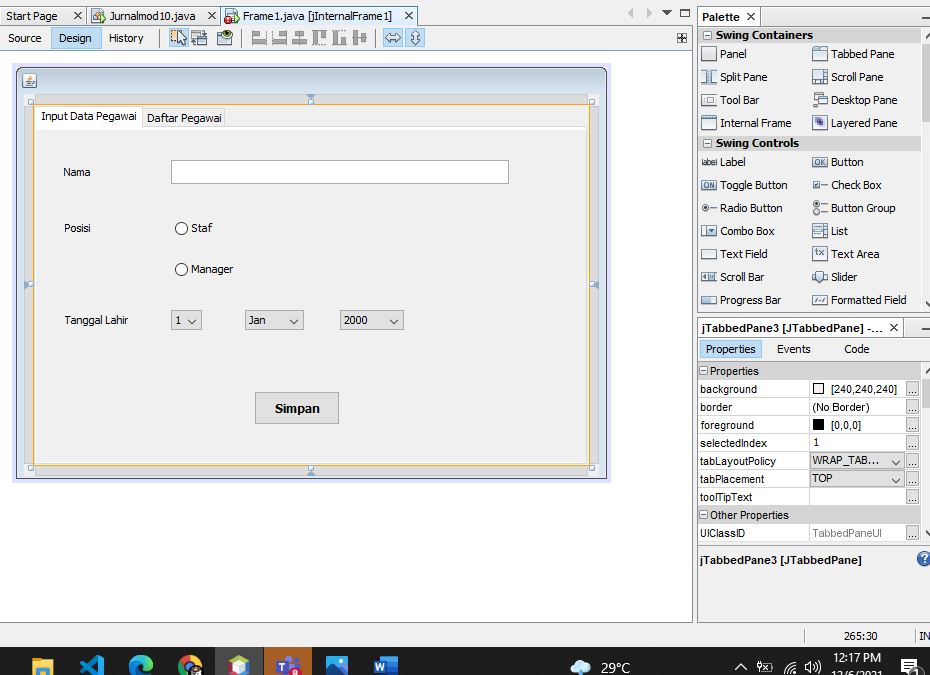 Start Page
Jurnalmod10.java
Frame1.java [jInternalFrame1]
Source Design History
Input Data Pegawai Daftar Pegawai
Nama
Posisi Staf
Manager
Tanggal Lahir 1 Jan 2000
Simpan
Palette
Swing Containers
Panel Tabbed Pane
Split Pane Scroll Pane
Tool Bar Desktop Pane
Internal Frame Layered Pane
Swing Controls
label Label OK Button
ON Toggle Button Check Box
Radio Button Button Group
Combo Box List
Text Field Text Area
Scroll Bar Slider
Progress Bar Formatted Field
jTabbedPane3 [JTabbedPane] -...
Properties Events Code
Properties
background [240,240,240] ...
border (No Border) ...
foreground [0,0,0] ...
selectedIndex 1 ...
tabLayoutPolicy WRAP_TAB... ...
tabPlacement TOP ...
toolTipText ...
Other Properties
UIClassID TabbedPaneUI ...
jTabbedPane3 [JTabbedPane]
265:30 IN
29°C
12:17 PM